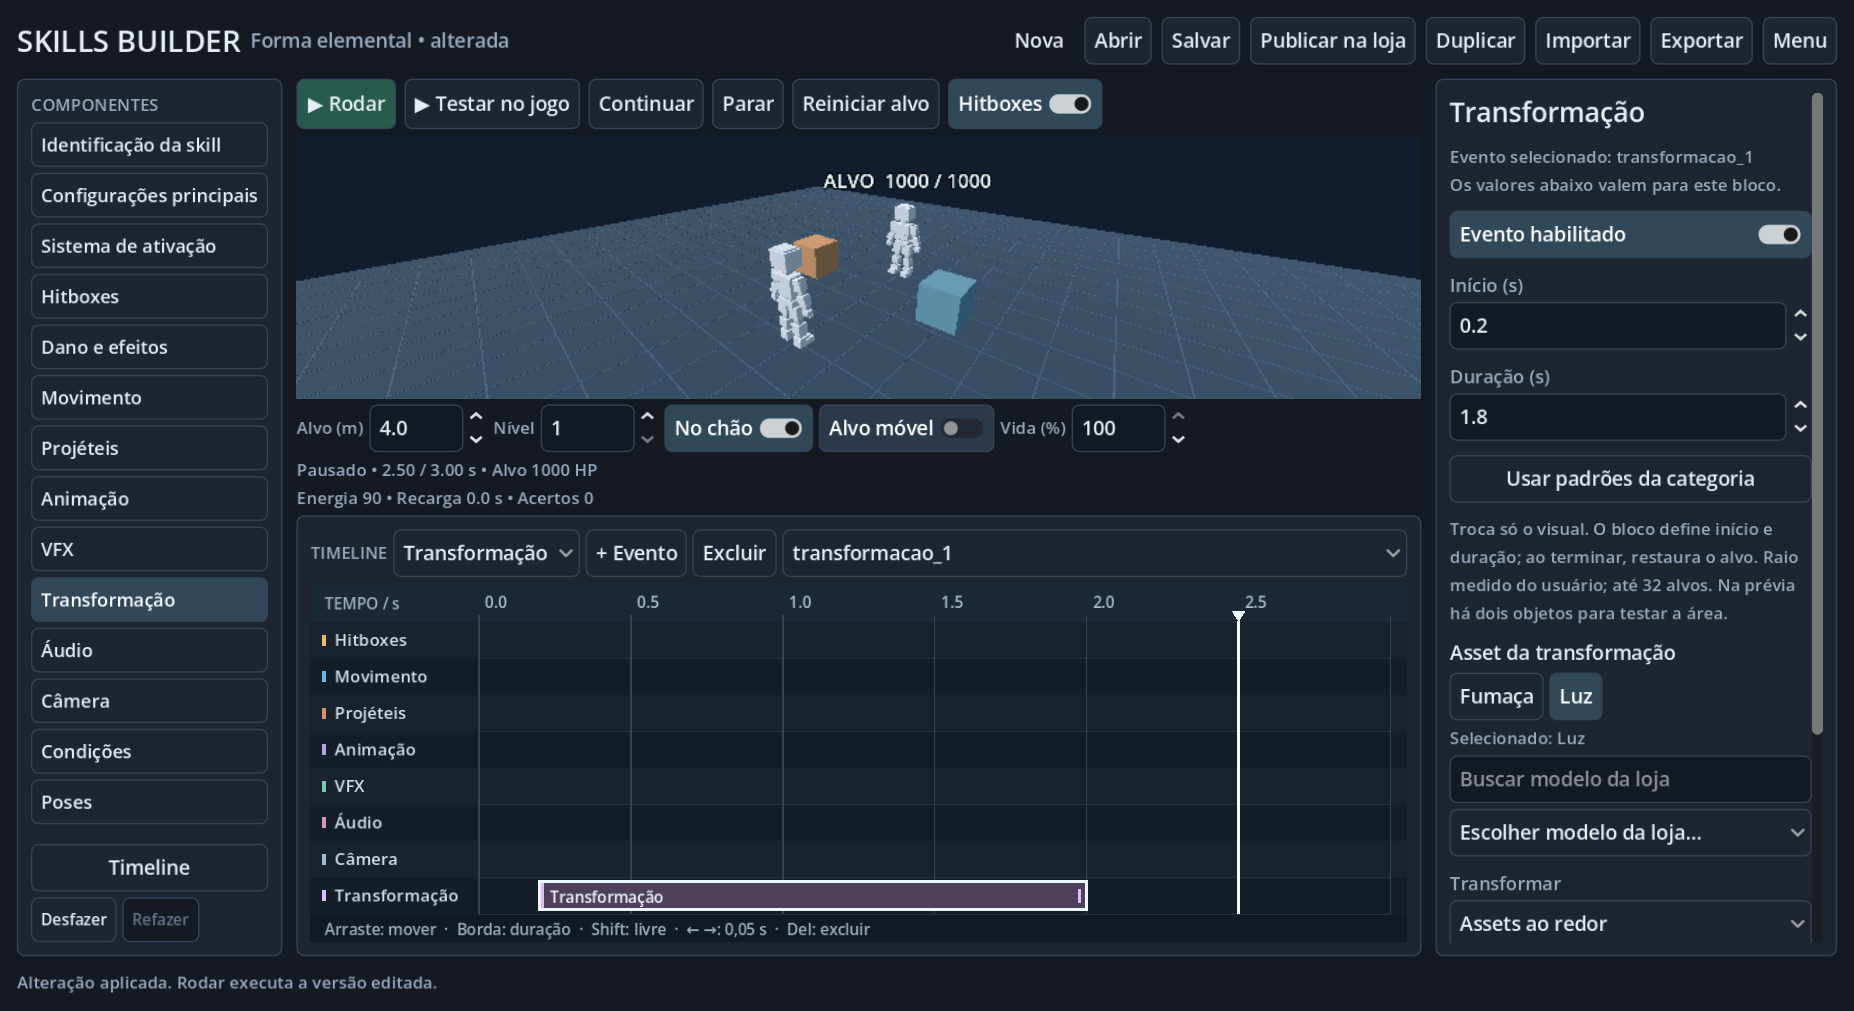 SKILLS BUILDER Forma elemental • alterada
Nova Abrir Salvar Publicar na loja Duplicar Importar Exportar Menu
COMPONENTES
Identificação da skill
Configurações principais
Sistema de ativação
Hitboxes
Dano e efeitos
Movimento
Projéteis
Animação
VFX
Transformação
Áudio
Câmera
Condições
Poses
Timeline
Desfazer Refazer
▶ Rodar ▶ Testar no jogo Continuar Parar Reiniciar alvo Hitboxes
ALVO 1000 / 1000
Alvo (m) 4.0 Nível 1 No chão Alvo móvel Vida (%) 100
Pausado • 2.50 / 3.00 s • Alvo 1000 HP
Energia 90 • Recarga 0.0 s • Acertos 0
TIMELINE Transformação + Evento Excluir transformacao_1
TEMPO / s 0.0 0.5 1.0 1.5 2.0 2.5
Hitboxes
Movimento
Projéteis
Animação
VFX
Áudio
Câmera
Transformação Transformação
Arraste: mover · Borda: duração · Shift: livre · ← →: 0,05 s · Del: excluir
Transformação
Evento selecionado: transformacao_1
Os valores abaixo valem para este bloco.
Evento habilitado
Início (s)
0.2
Duração (s)
1.8
Usar padrões da categoria
Troca só o visual. O bloco define início e
duração; ao terminar, restaura o alvo. Raio
medido do usuário; até 32 alvos. Na prévia
há dois objetos para testar a área.
Asset da transformação
Fumaça Luz
Selecionado: Luz
Buscar modelo da loja
Escolher modelo da loja...
Transformar
Assets ao redor
Alteração aplicada. Rodar executa a versão editada.